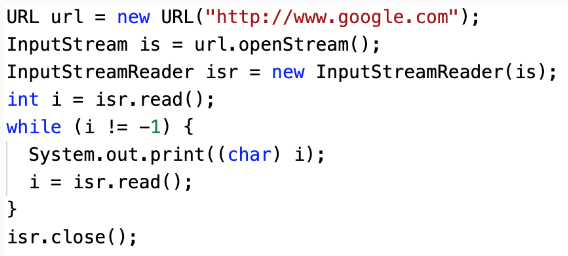 URL url = new URL("http://www.google.com");
InputStream is = url.openStream();
InputStreamReader isr = new InputStreamReader(is);
int i = isr.read();
while (i != -1) {
  System.out.print((char) i);
  i = isr.read();
}
isr.close();